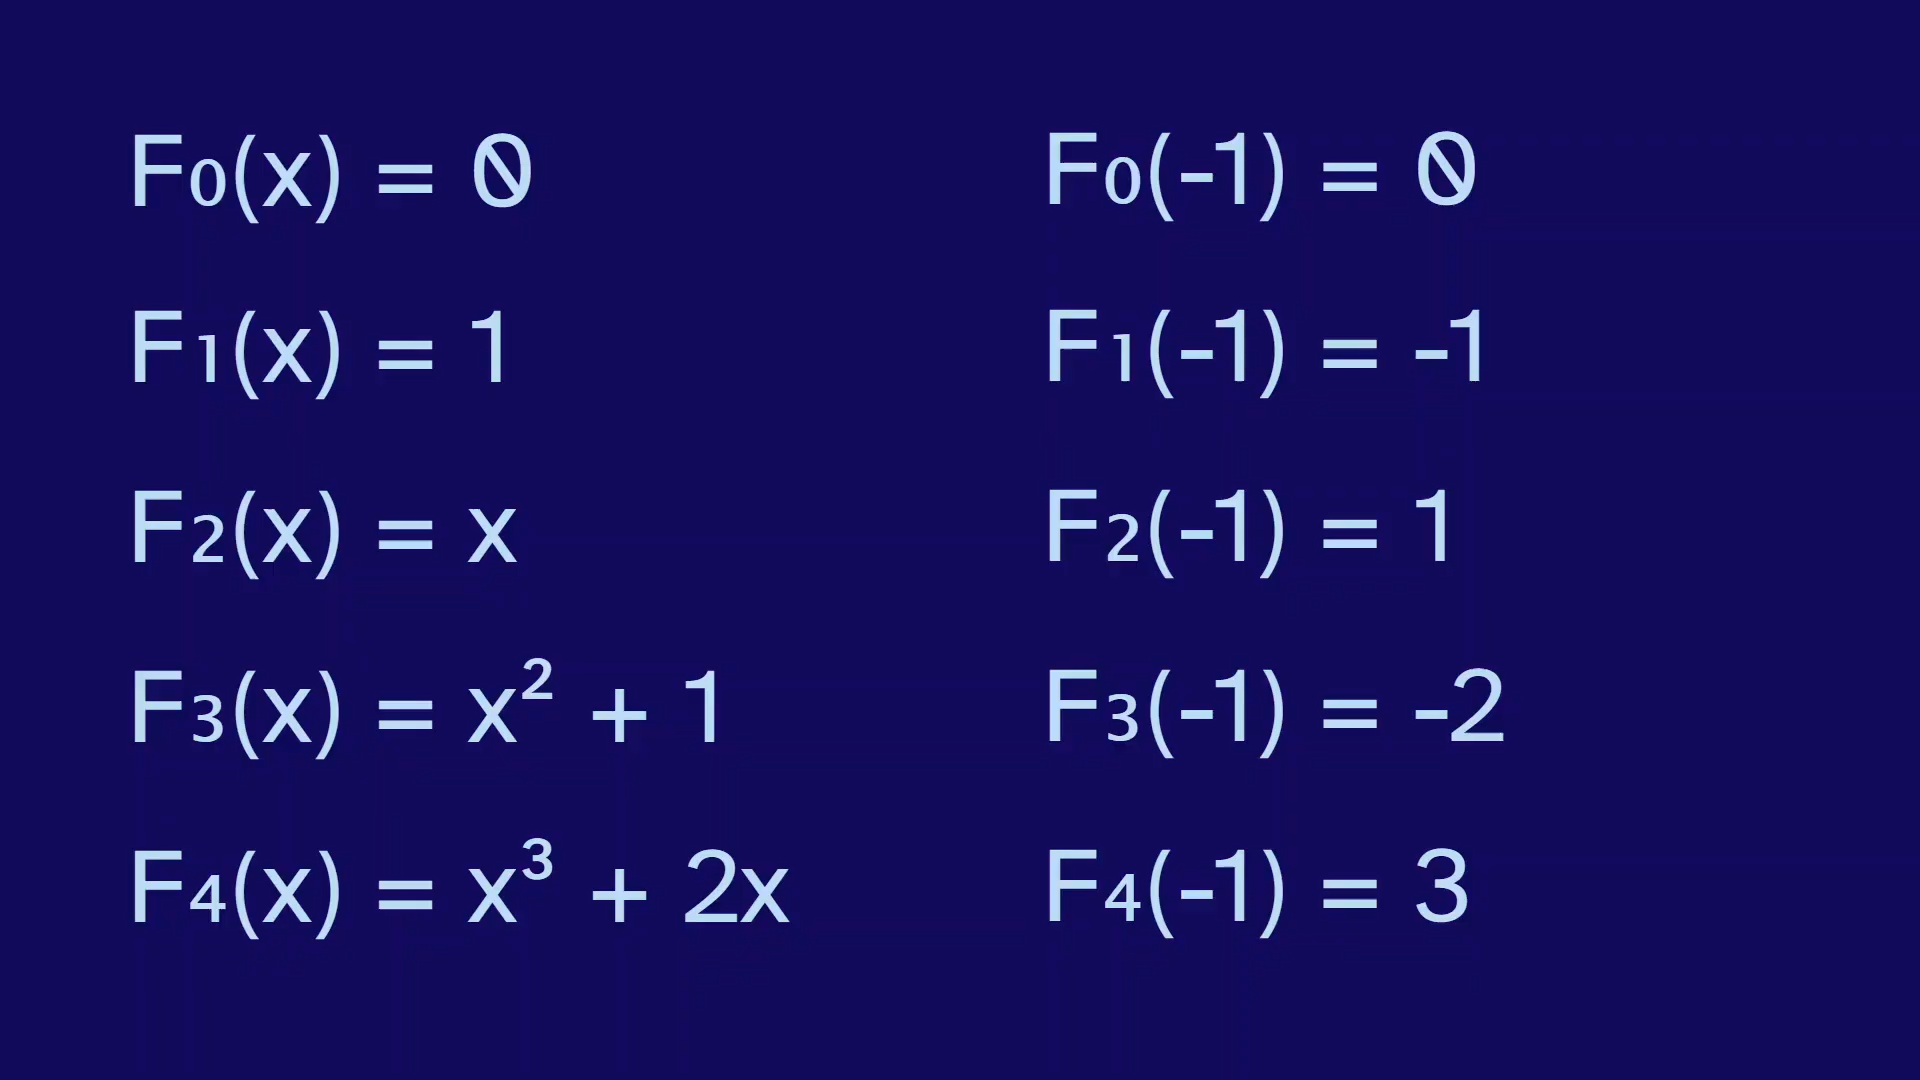 F₀(x) = 0
F₁(x) = 1
F₂(x) = x
F₃(x) = x² + 1
F₄(x) = x³ + 2x
F₀(-1) = 0
F₁(-1) = -1
F₂(-1) = 1
F₃(-1) = -2
F₄(-1) = 3